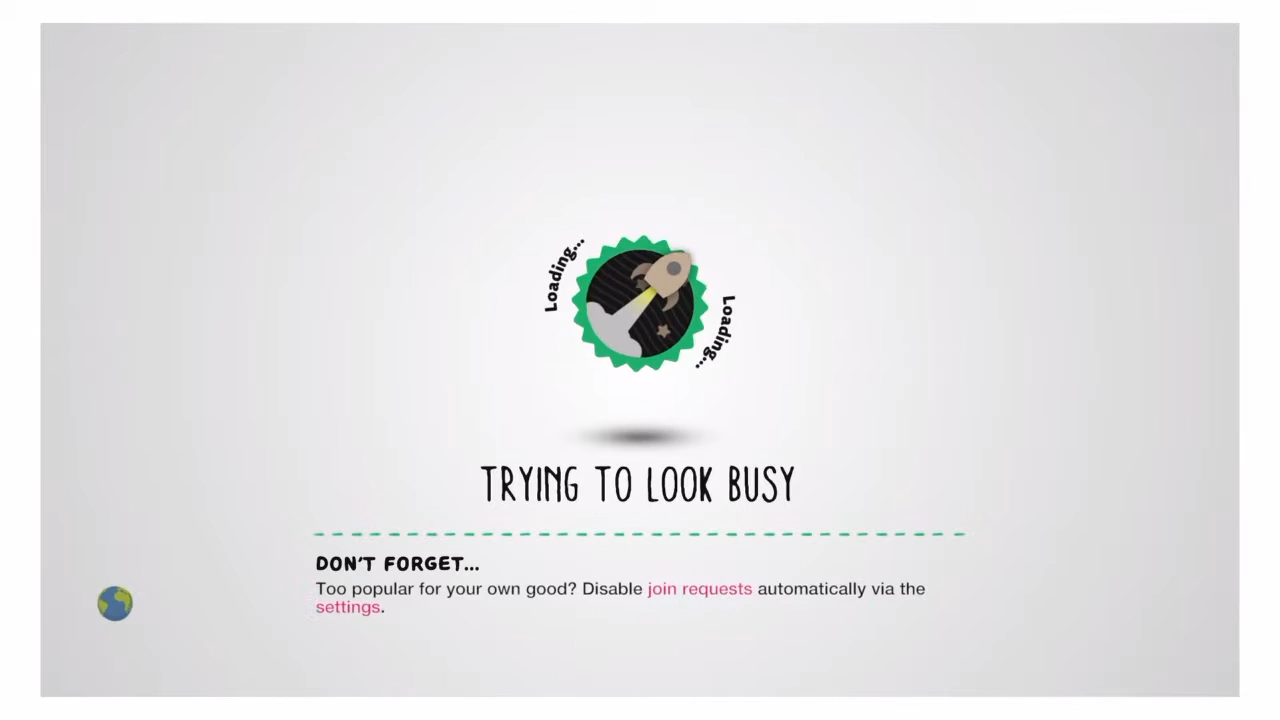 Loading...
Loading...
TRYING TO LOOK BUSY
DON'T FORGET...
Too popular for your own good? Disable join requests automatically via the
settings.